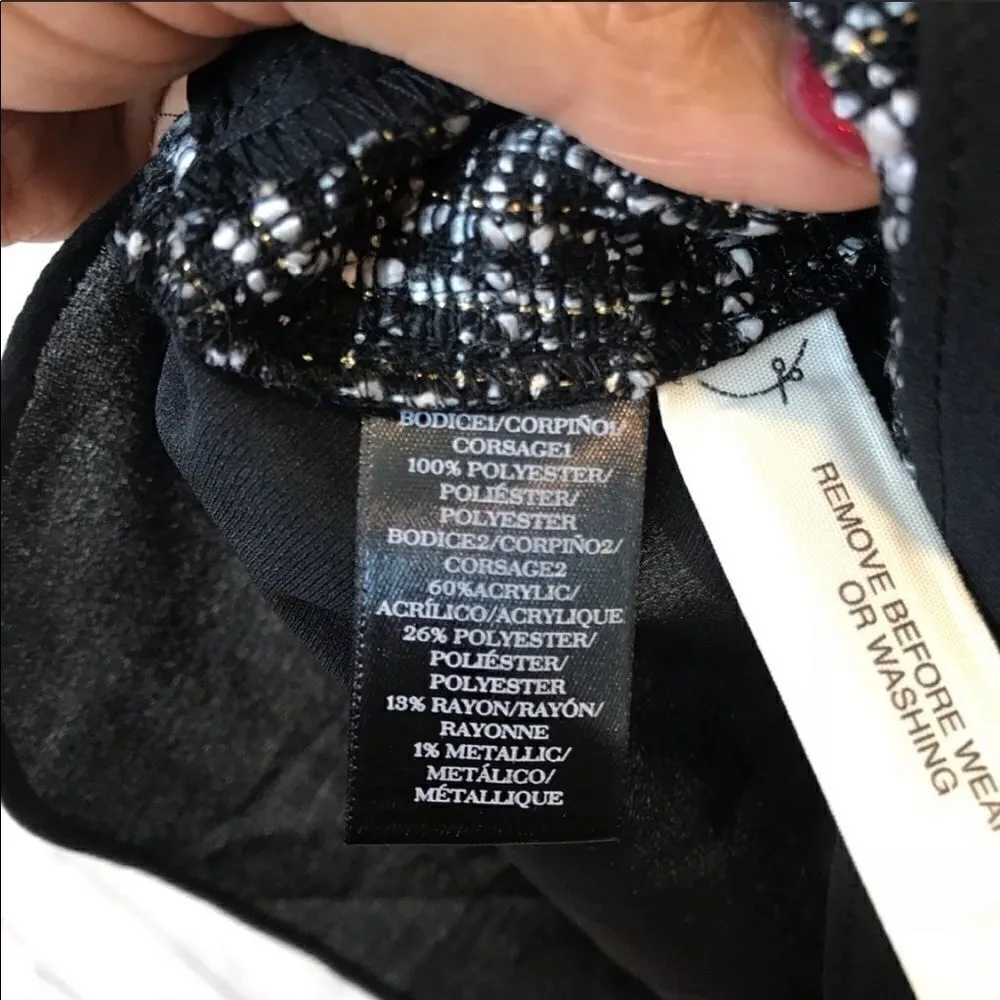 BODICE1/CORPIÑO1/
CORSAGE1
100% POLYESTER/
POLIÉSTER/
POLYESTER
BODICE2/CORPIÑO2/
CORSAGE2
60%ACRYLIC/
ACRÍLICO/ACRYLIQUE
26% POLYESTER/
POLIÉSTER/
POLYESTER
13% RAYON/RAYÓN/
RAYONNE
1% METALLIC/
METÁLICO/
MÉTALLIQUE
REMOVE BEFORE WEAR
OR WASHING